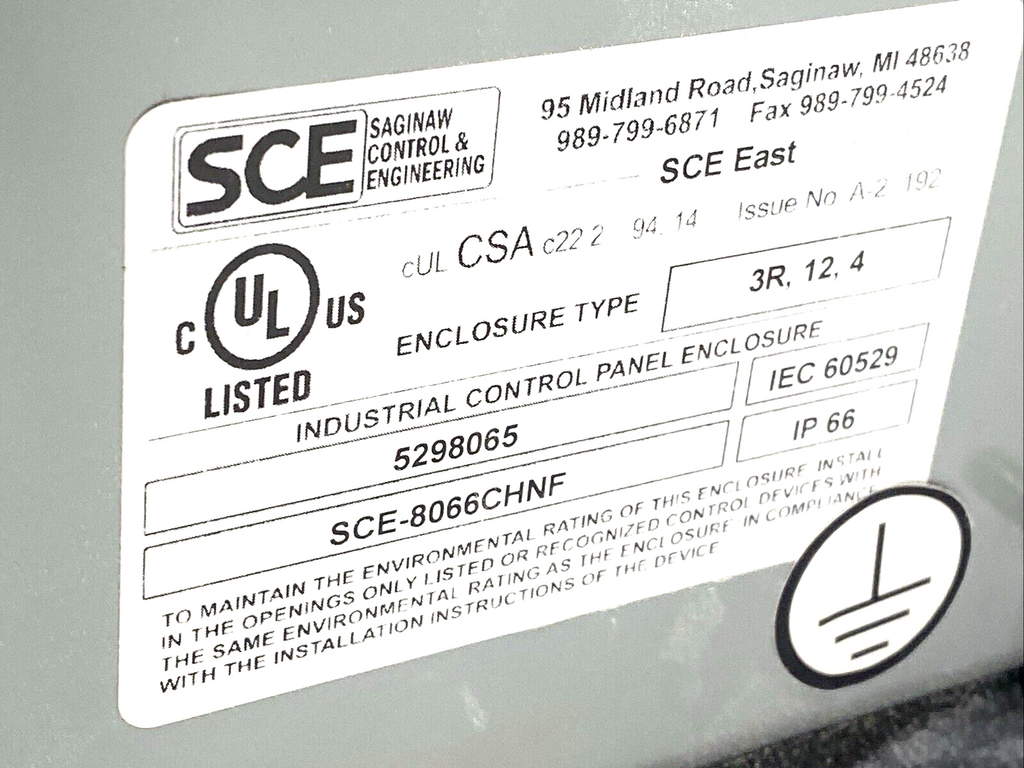 SCE
SAGINAW
CONTROL &
ENGINEERING
95 Midland Road, Saginaw, MI 48638
989-799-6871 Fax 989-799-4524
SCE East
cUL CSA c22 2 94. 14 Issue No A-2 192
C UL US
LISTED
ENCLOSURE TYPE 3R, 12, 4
INDUSTRIAL CONTROL PANEL ENCLOSURE
5298065 IEC 60529
SCE-8066CHNF IP 66
TO MAINTAIN THE ENVIRONMENTAL RATING OF THIS ENCLOSURE INSTALL
IN THE OPENINGS ONLY LISTED OR RECOGNIZED CONTROL DEVICES WITH
THE SAME ENVIRONMENTAL RATING AS THE ENCLOSURE IN COMPLIANCE
WITH THE INSTALLATION INSTRUCTIONS OF THE DEVICE